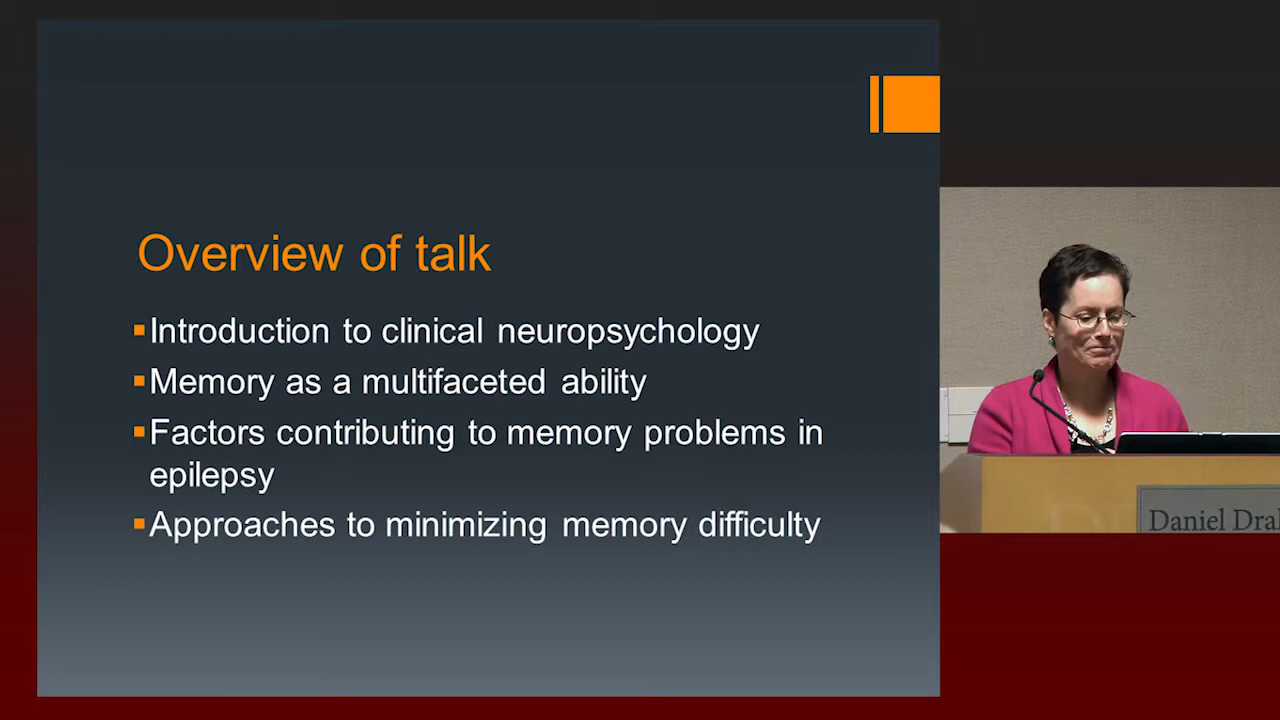 Overview of talk
▪Introduction to clinical neuropsychology
▪Memory as a multifaceted ability
▪Factors contributing to memory problems in
epilepsy
▪Approaches to minimizing memory difficulty
Daniel